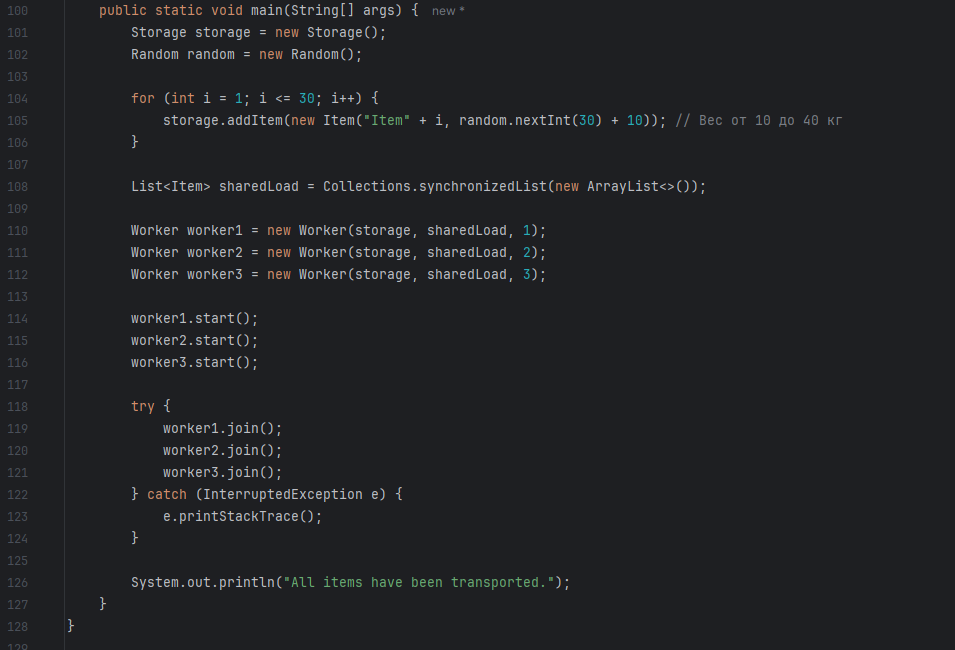 100 public static void main(String[] args) { new *
101 Storage storage = new Storage();
102 Random random = new Random();
103
104 for (int i = 1; i <= 30; i++) {
105 storage.addItem(new Item("Item" + i, random.nextInt(30) + 10)); // Вес от 10 до 40 кг
106 }
107
108 List<Item> sharedLoad = Collections.synchronizedList(new ArrayList<>());
109
110 Worker worker1 = new Worker(storage, sharedLoad, 1);
111 Worker worker2 = new Worker(storage, sharedLoad, 2);
112 Worker worker3 = new Worker(storage, sharedLoad, 3);
113
114 worker1.start();
115 worker2.start();
116 worker3.start();
117
118 try {
119 worker1.join();
120 worker2.join();
121 worker3.join();
122 } catch (InterruptedException e) {
123 e.printStackTrace();
124 }
125
126 System.out.println("All items have been transported.");
127 }
128 }
129